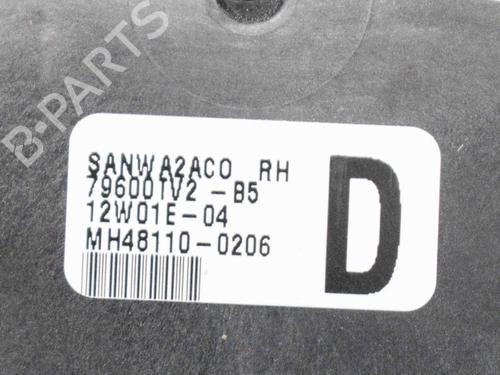 B-PARTS
SANWA2ACO RH
79600TV2 -B5
12W01E-04
MH48110-0206
D